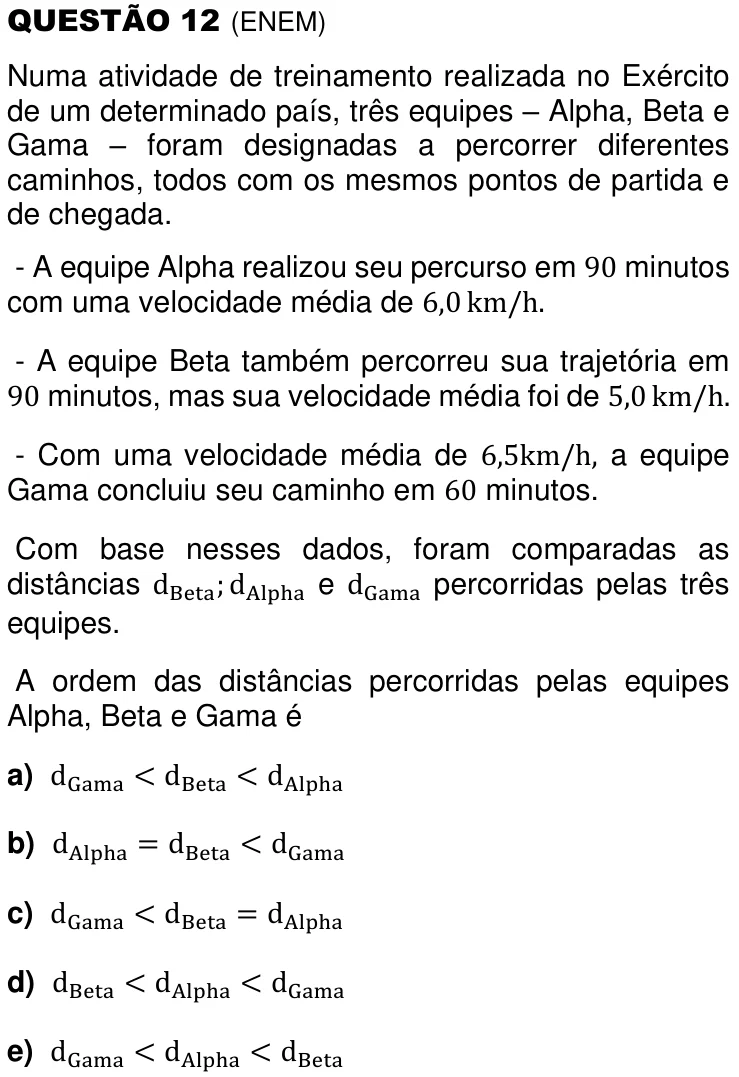 QUESTÃO 12 (ENEM)
Numa atividade de treinamento realizada no Exército
de um determinado país, três equipes – Alpha, Beta e
Gama – foram designadas a percorrer diferentes
caminhos, todos com os mesmos pontos de partida e
de chegada.
- A equipe Alpha realizou seu percurso em 90 minutos
com uma velocidade média de 6,0 km/h.
- A equipe Beta também percorreu sua trajetória em
90 minutos, mas sua velocidade média foi de 5,0 km/h.
- Com uma velocidade média de 6,5km/h, a equipe
Gama concluiu seu caminho em 60 minutos.
Com base nesses dados, foram comparadas as
distâncias d_Beta; d_Alpha e d_Gama percorridas pelas três
equipes.
A ordem das distâncias percorridas pelas equipes
Alpha, Beta e Gama é
a) d_Gama < d_Beta < d_Alpha
b) d_Alpha = d_Beta < d_Gama
c) d_Gama < d_Beta = d_Alpha
d) d_Beta < d_Alpha < d_Gama
e) d_Gama < d_Alpha < d_Beta